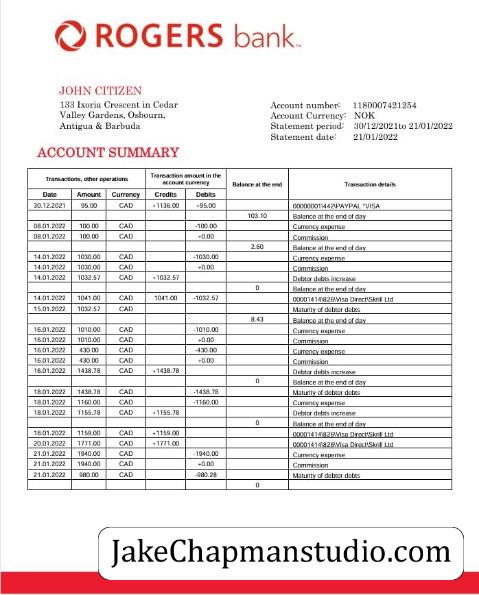 ROGERS bank™
JOHN CITIZEN
133 Ixoria Crescent in Cedar
Valley Gardens, Osbourn,
Antigua & Barbuda
Account number: 1180007421254
Account Currency: NOK
Statement period: 30/12/2021to 21/01/2022
Statement date: 21/01/2022
ACCOUNT SUMMARY
Transactions, other operations Transaction amount in the account currency Balance at the end Transaction details
Date Amount Currency Credits Debits
30.12.2021 95.00 CAD +1136.00 +95.00 00000001\442\PAYPAL *VISA
103.10 Balance at the end of day
08.01.2022 100.00 CAD -100.00 Currency expense
08.01.2022 100.00 CAD +0.00 Commission
2.60 Balance at the end of day
14.01.2022 1030.00 CAD -1030.00 Currency expense
14.01.2022 1030.00 CAD +0.00 Commission
14.01.2022 1032.57 CAD +1032.57 Debtor debts increase
0 Balance at the end of day
14.01.2022 1041.00 CAD 1041.00 -1032.57 00001414\826\Visa Direct\Skrill Ltd
15.01.2022 1032.57 CAD Maturity of debtor debts
8.43 Balance at the end of day
16.01.2022 1010.00 CAD -1010.00 Currency expense
16.01.2022 1010.00 CAD +0.00 Commission
16.01.2022 430.00 CAD -430.00 Currency expense
16.01.2022 430.00 CAD +0.00 Commission
16.01.2022 1438.78 CAD +1438.78 Debtor debts increase
0 Balance at the end of day
18.01.2022 1438.78 CAD -1438.78 Maturity of debtor debts
18.01.2022 1160.00 CAD -1160.00 Currency expense
18.01.2022 1155.78 CAD +1155.78 Debtor debts increase
0 Balance at the end of day
18.01.2022 1159.00 CAD +1159.00 00001414\826\Visa Direct\Skrill Ltd
20.01.2022 1771.00 CAD +1771.00 00001414\826\Visa Direct\Skrill Ltd
21.01.2022 1940.00 CAD -1940.00 Currency expense
21.01.2022 1940.00 CAD +0.00 Commission
21.01.2022 980.00 CAD -980.28 Maturity of debtor debts
0
JakeChapmanstudio.com